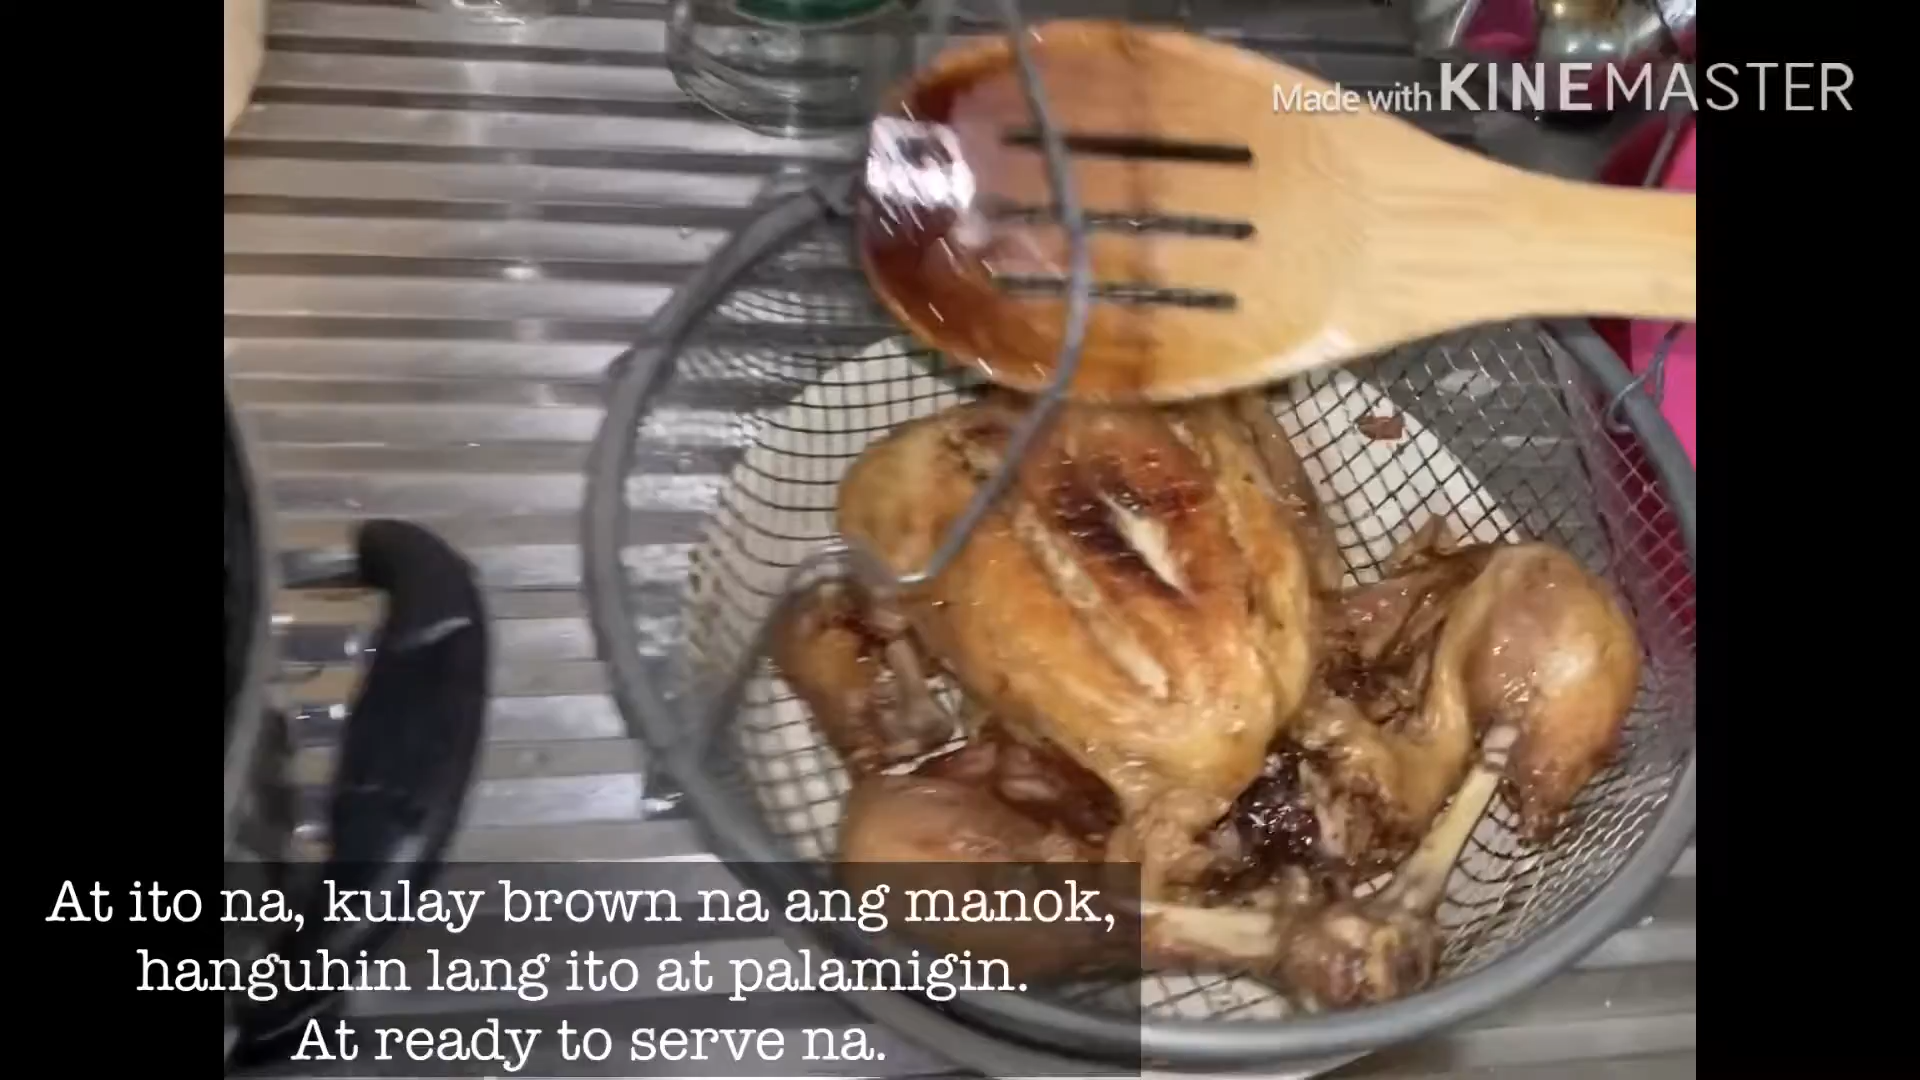 Made with KINEMASTER
At ito na, kulay brown na ang manok,
hanguhin lang ito at palamigin.
At ready to serve na.